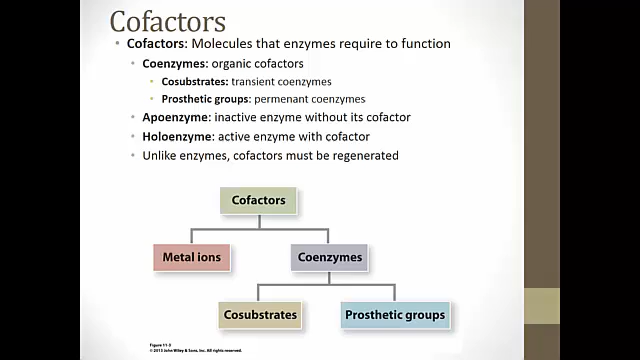 Cofactors
• Cofactors: Molecules that enzymes require to function
• Coenzymes: organic cofactors
• Cosubstrates: transient coenzymes
• Prosthetic groups: permenant coenzymes
• Apoenzyme: inactive enzyme without its cofactor
• Holoenzyme: active enzyme with cofactor
• Unlike enzymes, cofactors must be regenerated
Cofactors
Metal ions
Coenzymes
Cosubstrates
Prosthetic groups
Figure 11-3
© 2013 John Wiley & Sons, Inc. All rights reserved.